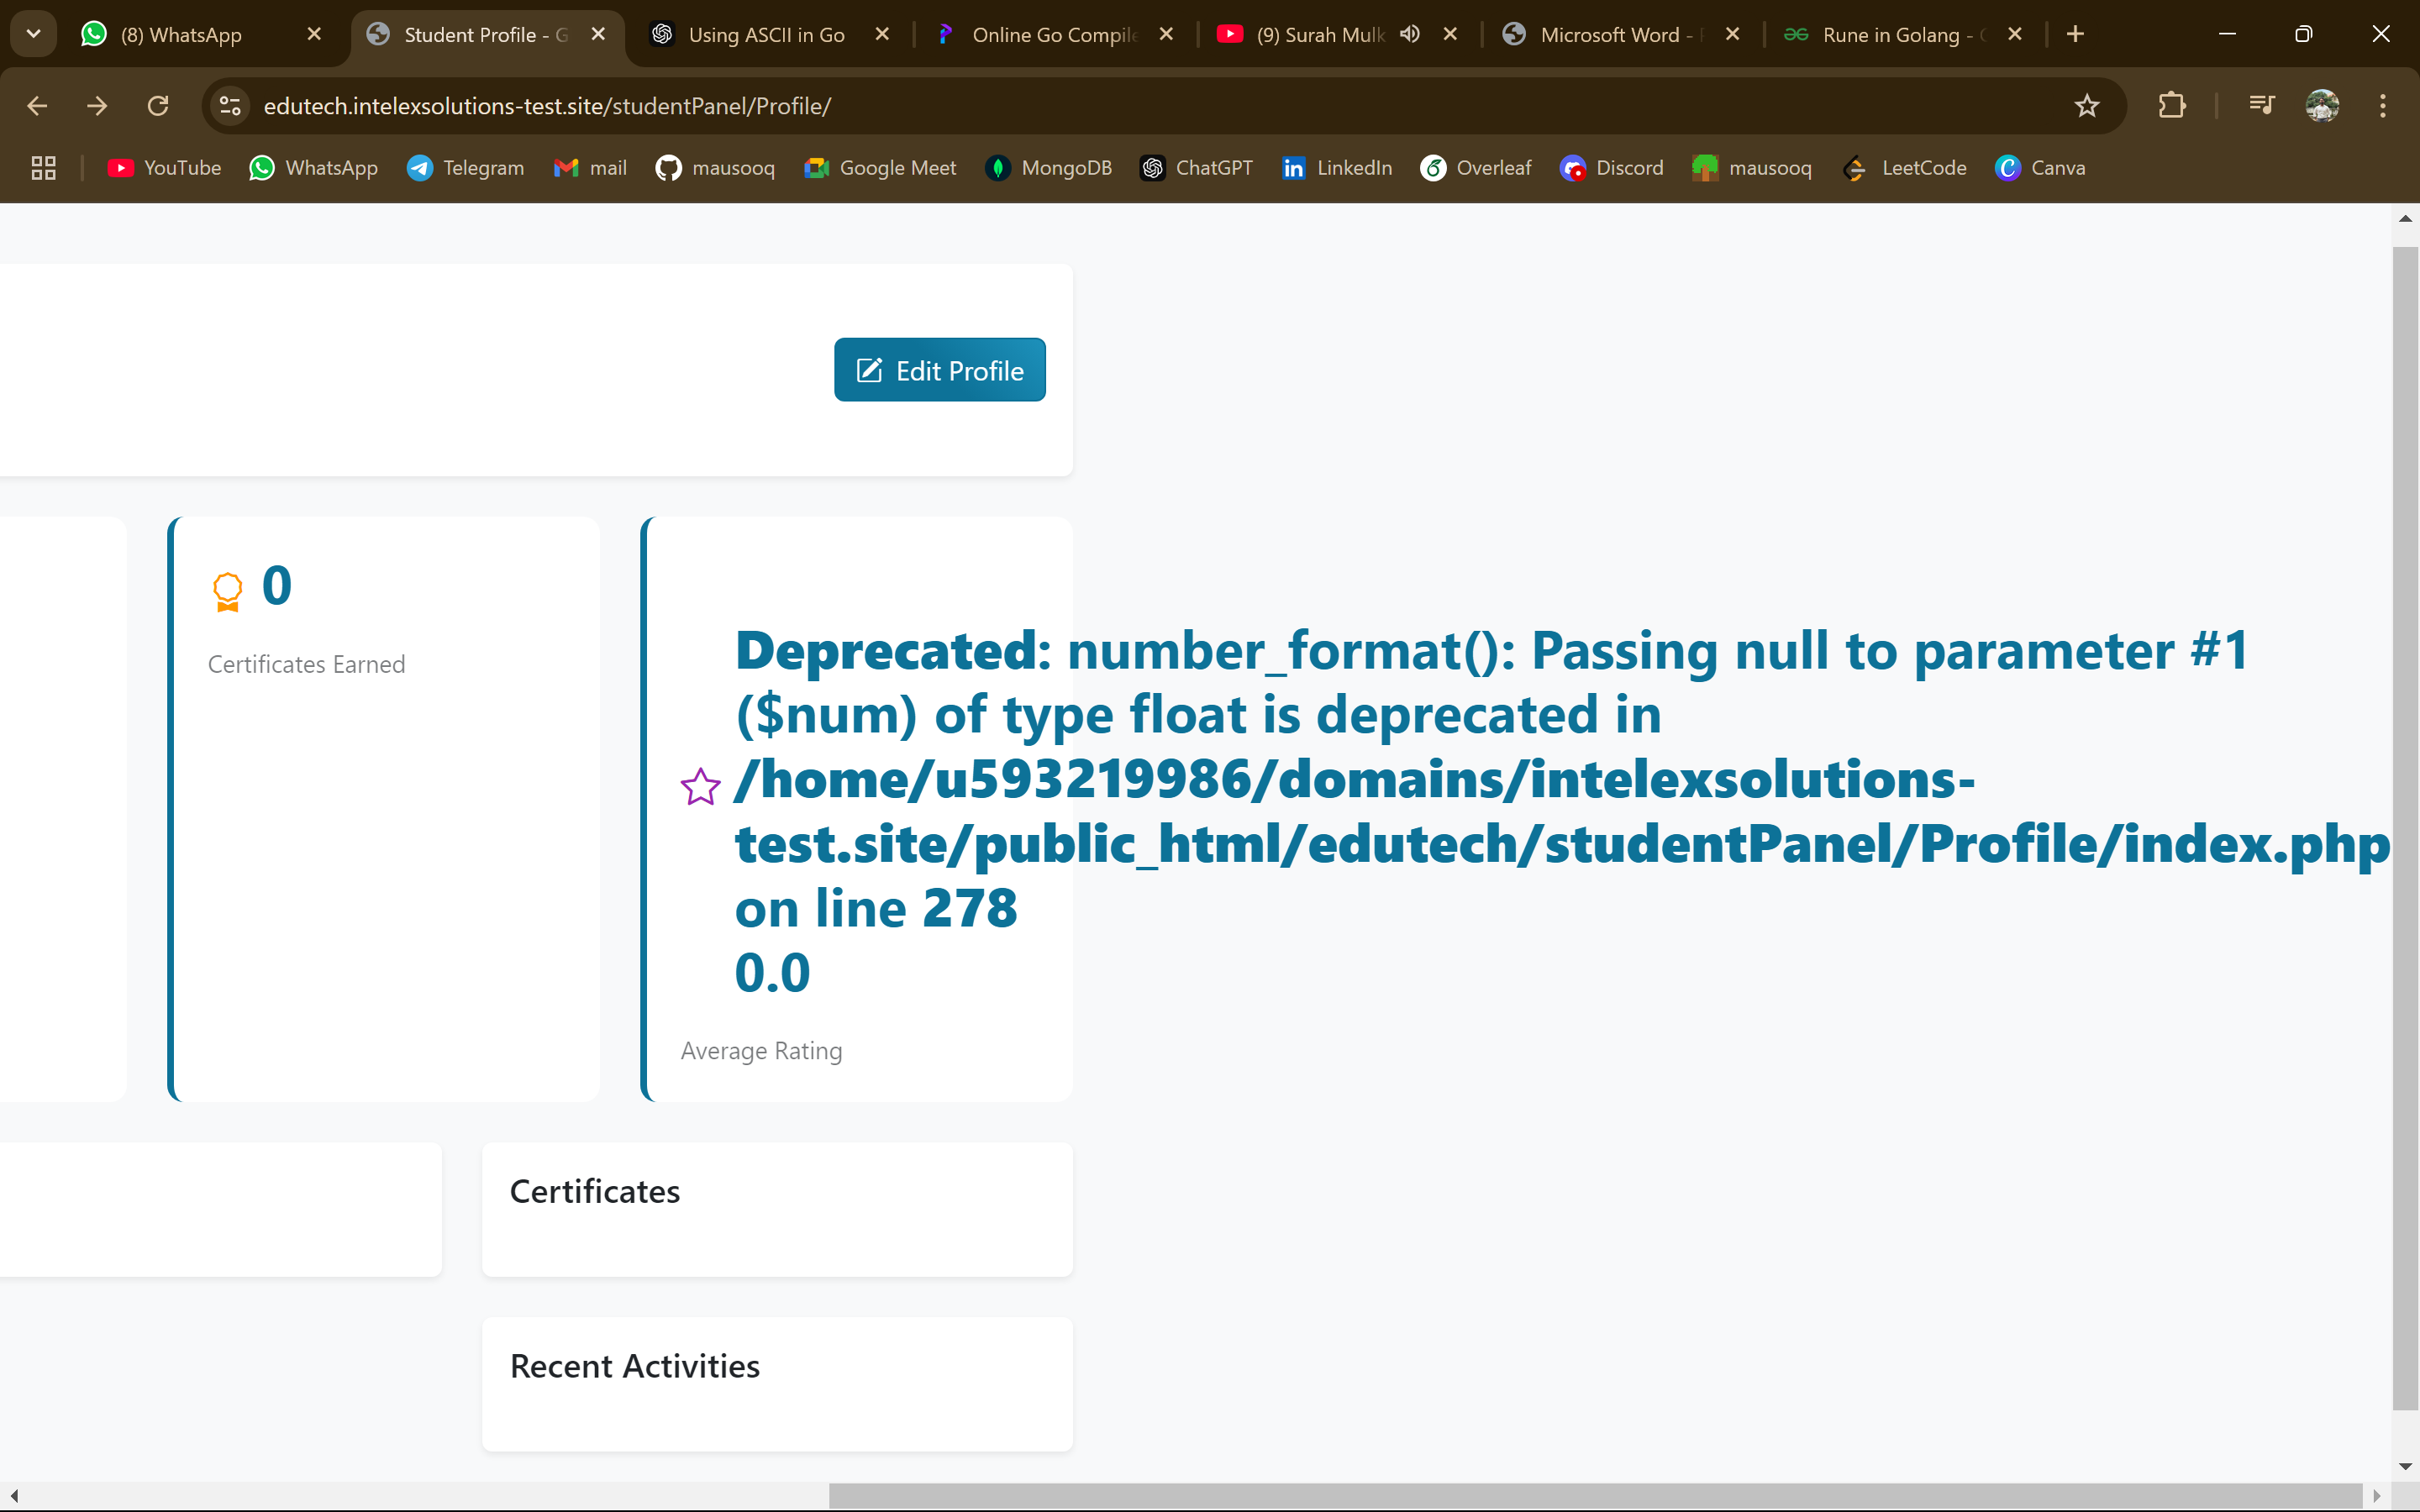 (8) WhatsApp
Student Profile - G
Using ASCII in Go
Online Go Compile
(9) Surah Mulk
Microsoft Word -
Rune in Golang -
edutech.intelexsolutions-test.site/studentPanel/Profile/
YouTube
WhatsApp
Telegram
mail
mausooq
Google Meet
MongoDB
ChatGPT
LinkedIn
Overleaf
Discord
mausooq
LeetCode
Canva
Edit Profile
0
Certificates Earned
Deprecated: number_format(): Passing null to parameter #1
($num) of type float is deprecated in
/home/u593219986/domains/intelexsolutions-
test.site/public_html/edutech/studentPanel/Profile/index.php
on line 278
0.0
Average Rating
Certificates
Recent Activities